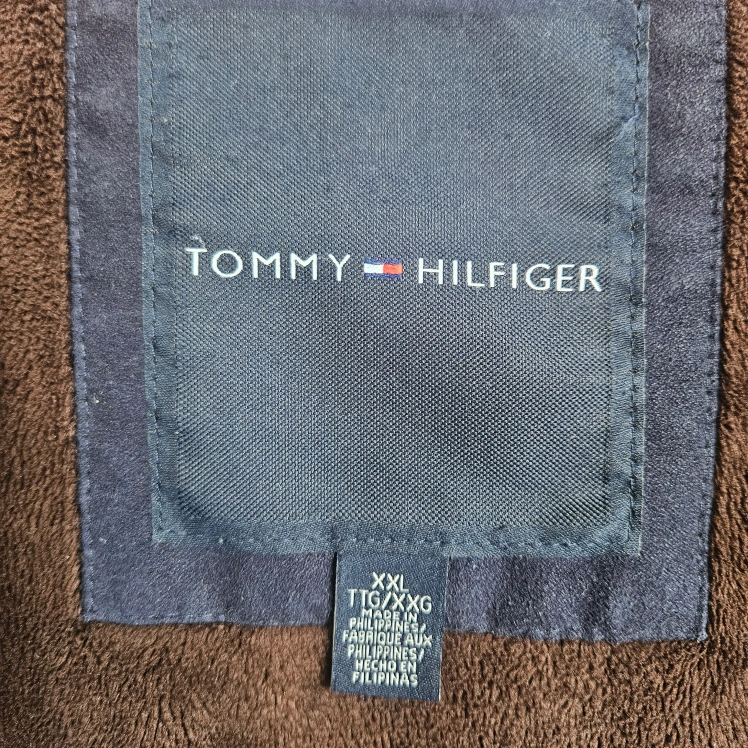 TOMMY HILFIGER
XXL
TTG/XXG
MADE IN
PHILIPPINES/
FABRIQUE AUX
PHILIPPINES/
HECHO EN
FILIPINAS